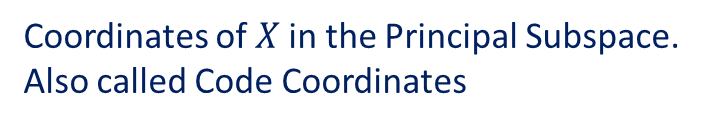 Coordinates of X in the Principal Subspace.
Also called Code Coordinates